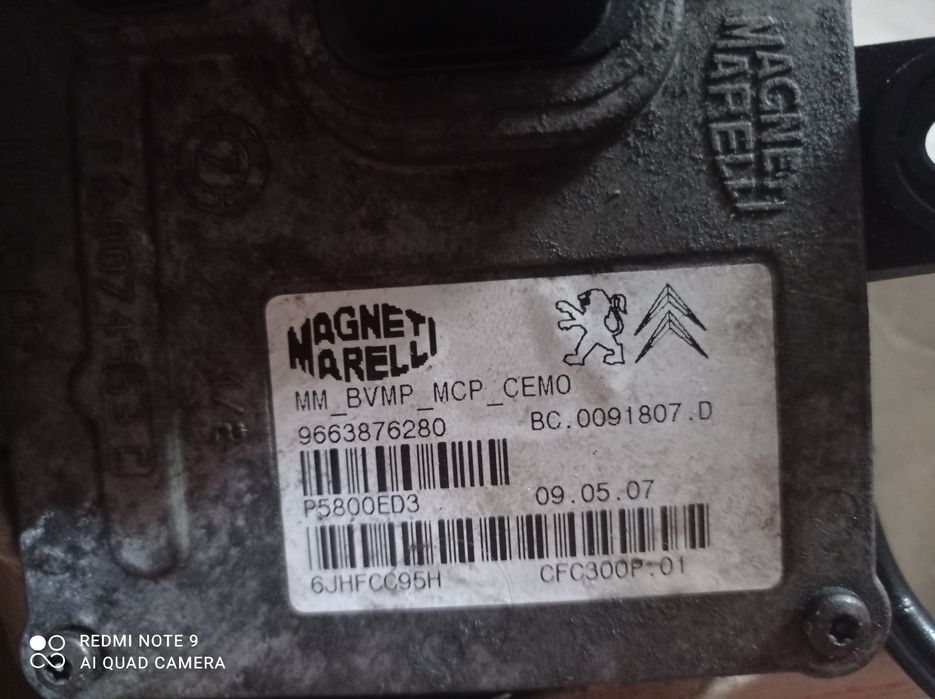 MAGNETI
MARELLI
MAGNETI
MARELLI
MM_BVMP_MCP_CEMO
9663876280
BC.0091807.D
P5800ED3
09.05.07
6JHFCC95H
CFC300P.01
REDMI NOTE 9
AI QUAD CAMERA